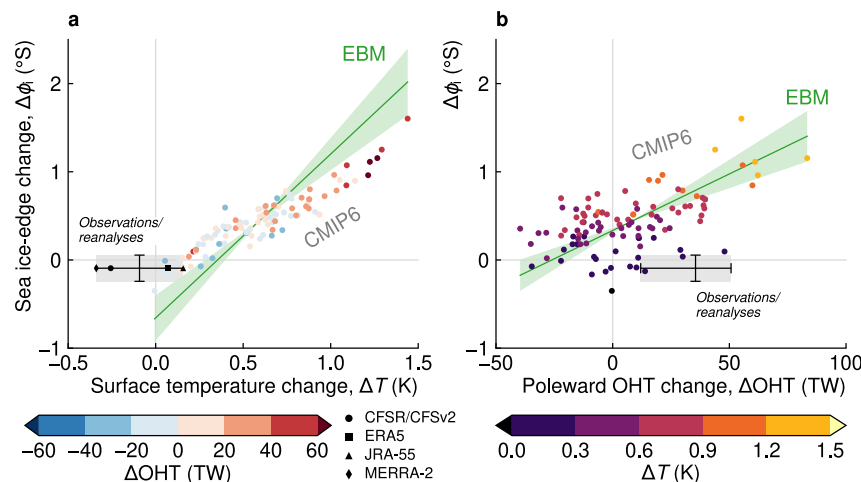 a
Sea ice-edge change, Δϕi (°S)
2
1
0
−1
EBM
CMIP6
Observations/
reanalyses
−0.5
0.0
0.5
1.0
1.5
Surface temperature change, ΔT (K)
−60
−40
−20
0
20
40
60
ΔOHT (TW)
CFSR/CFSv2
ERA5
JRA-55
MERRA-2
b
Δϕi (°S)
2
1
0
−1
EBM
CMIP6
Observations/
reanalyses
−50
0
50
100
Poleward OHT change, ΔOHT (TW)
0.0
0.3
0.6
0.9
1.2
1.5
ΔT (K)